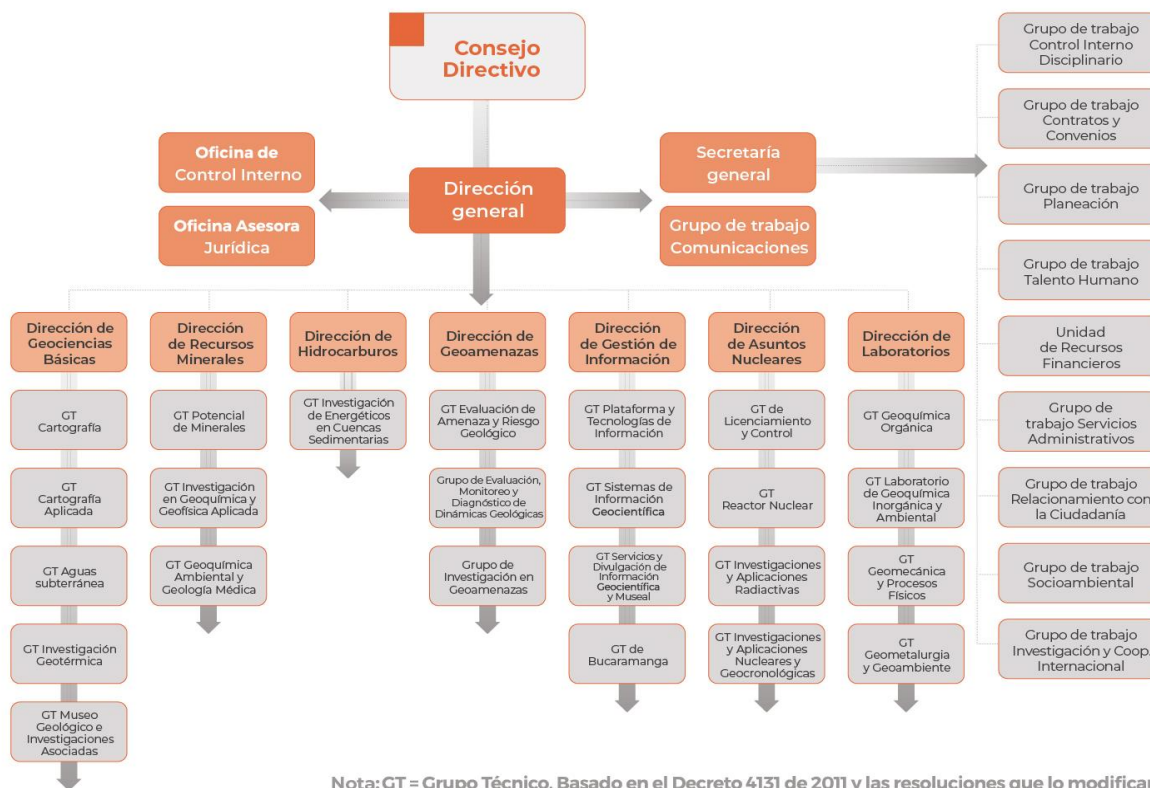 Consejo
Directivo
Oficina de
Control Interno
Oficina Asesora
Jurídica
Dirección
general
Secretaría
general
Grupo de trabajo
Comunicaciones
Grupo de trabajo
Control Interno
Disciplinario
Grupo de trabajo
Contratos y
Convenios
Grupo de trabajo
Planeación
Grupo de trabajo
Talento Humano
Unidad
de Recursos
Financieros
Grupo de
trabajo Servicios
Administrativos
Grupo de trabajo
Relacionamiento con
la Ciudadanía
Grupo de trabajo
Socioambiental
Grupo de trabajo
Investigación y Coop.
Internacional
Dirección de
Geociencias
Básicas
GT
Cartografía
GT
Cartografía
Aplicada
GT Aguas
subterránea
GT Investigación
Geotérmica
GT Museo
Geológico e
Investigaciones
Asociadas
Dirección
de Recursos
Minerales
GT Potencial
de Minerales
GT Investigación
en Geoquímica y
Geofísica Aplicada
GT Geoquímica
Ambiental y
Geología Médica
Dirección de
Hidrocarburos
GT Investigación
de Energéticos
en Cuencas
Sedimentarias
Dirección de
Geoamenazas
GT Evaluación de
Amenaza y Riesgo
Geológico
Grupo de Evaluación,
Monitoreo y
Diagnóstico de
Dinámicas Geológicas
Grupo de
Investigación en
Geoamenazas
Dirección
de Gestión de
Información
GT Plataforma y
Tecnologías de
Información
GT Sistemas de
Información
Geocientífica
GT Servicios y
Divulgación de
Información
Geocientífica
y Museal
GT de
Bucaramanga
Dirección
de Asuntos
Nucleares
GT de
Licenciamiento
y Control
GT
Reactor Nuclear
GT Investigaciones
y Aplicaciones
Radiactivas
GT Investigaciones
y Aplicaciones
Nucleares y
Geocronológicas
Dirección de
Laboratorios
GT Geoquímica
Orgánica
GT Laboratorio
de Geoquímica
Inorgánica y
Ambiental
GT
Geomecánica
y Procesos
Físicos
GT
Geometalurgia
y Geoambiente
Nota: GT = Grupo Técnico. Basado en el Decreto 4131 de 2011 y las resoluciones que lo modifican